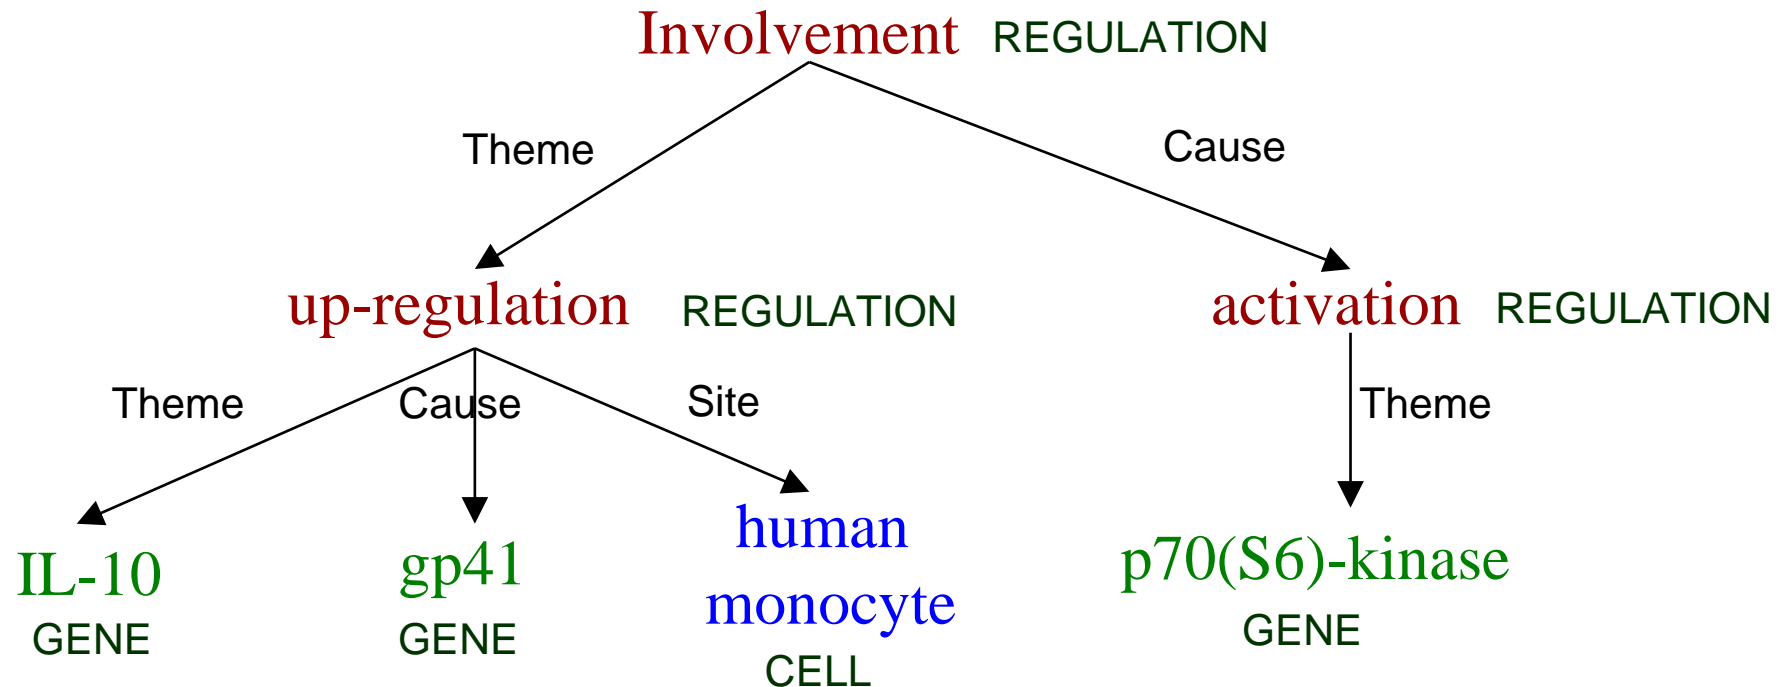 Involvement REGULATION
Theme Cause
up-regulation REGULATION activation REGULATION
Theme Cause Site Theme
IL-10 gp41 human monocyte p70(S6)-kinase
GENE GENE CELL GENE